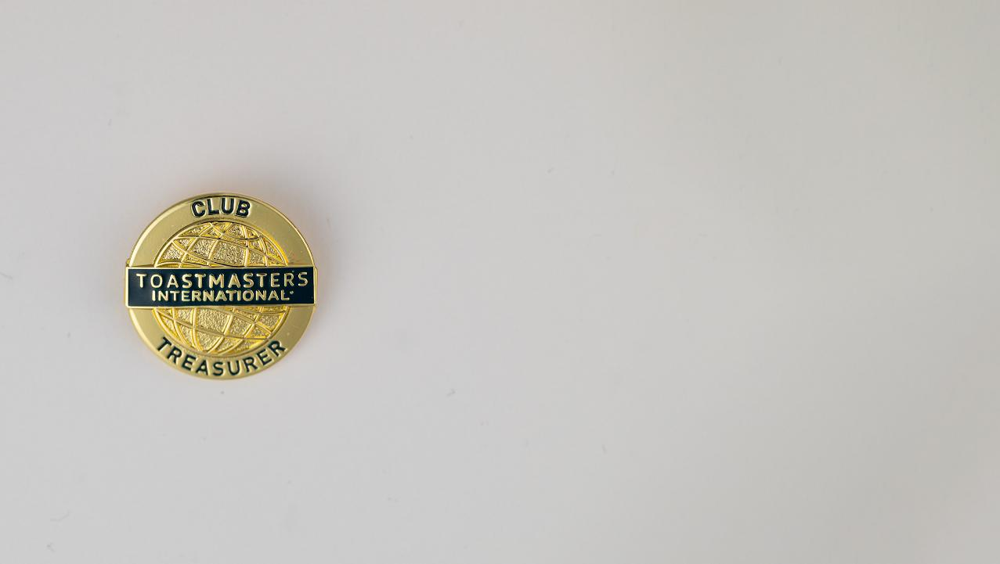 CLUB
TOASTMASTERS
INTERNATIONAL
TREASURER